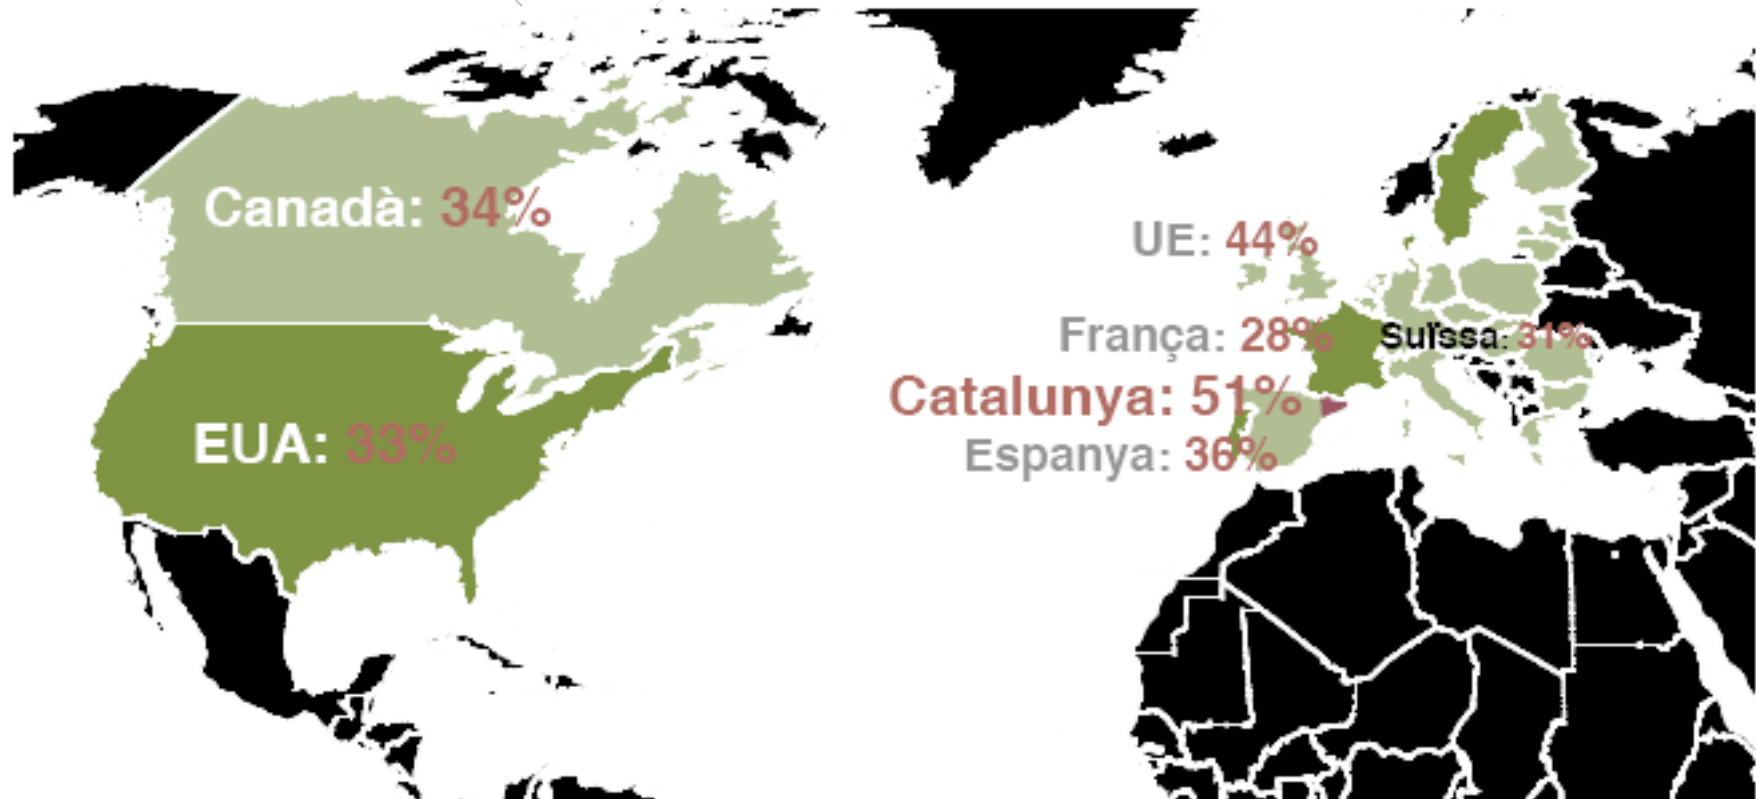 Canadà: 34%
UE: 44%
França: 28%
Suïssa: 31%
Catalunya: 51%
EUA: 33%
Espanya: 36%